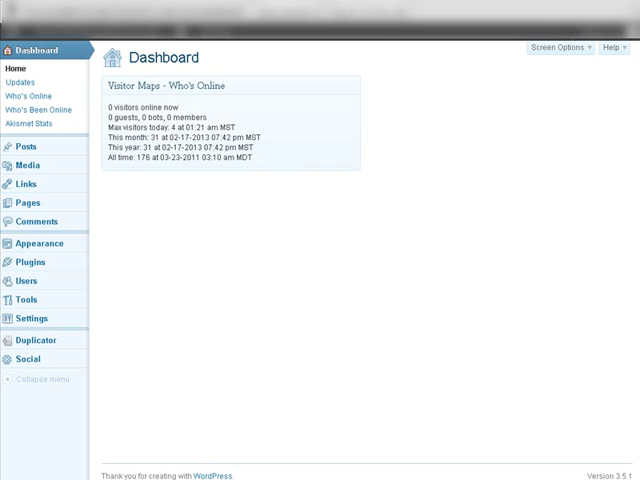 Dashboard
Home
Updates
Who's Online
Who's Been Online
Akismet Stats
Posts
Media
Links
Pages
Comments
Appearance
Plugins
Users
Tools
Settings
Duplicator
Social
Collapse menu
Screen Options
Help
Dashboard
Visitor Maps - Who's Online
0 visitors online now
0 guests, 0 bots, 0 members
Max visitors today: 4 at 01:21 am MST
This month: 31 at 02-17-2013 07:42 pm MST
This year: 31 at 02-17-2013 07:42 pm MST
All time: 176 at 03-23-2011 03:10 am MDT
Thank you for creating with WordPress.
Version 3.5.1